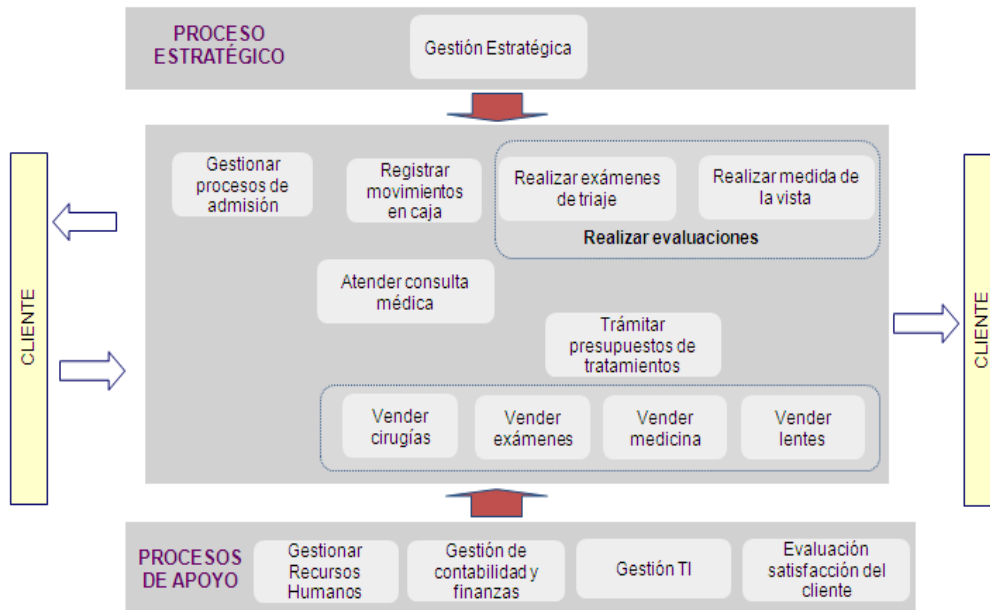 PROCESO
ESTRATÉGICO
Gestión Estratégica
Gestionar
procesos de
admisión
Registrar
movimientos
en caja
Realizar exámenes
de triaje
Realizar medida de
la vista
Realizar evaluaciones
Atender consulta
médica
Trámitar
presupuestos de
tratamientos
Vender
cirugías
Vender
exámenes
Vender
medicina
Vender
lentes
CLIENTE
CLIENTE
PROCESOS
DE APOYO
Gestionar
Recursos
Humanos
Gestión de
contabilidad y
finanzas
Gestión TI
Evaluación
satisfacción del
cliente